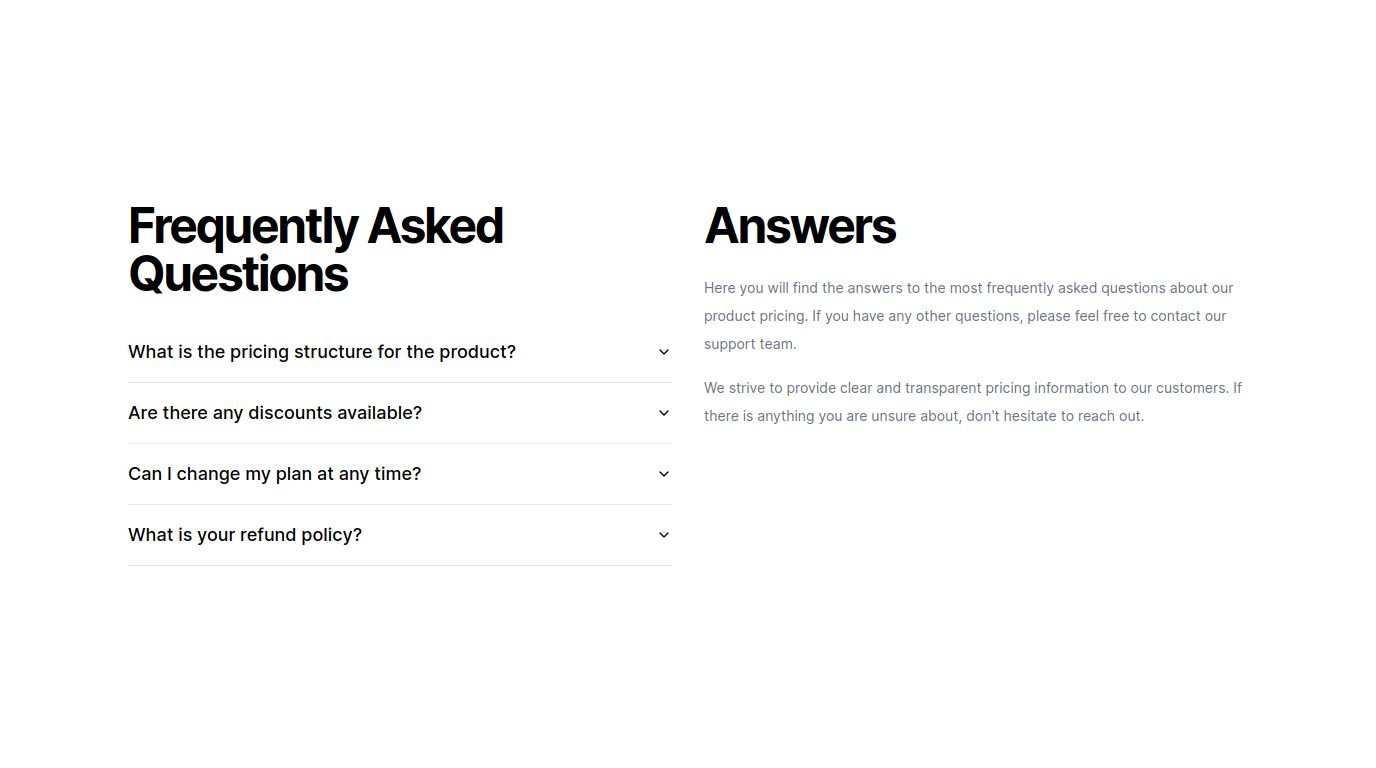 Frequently Asked
Questions
What is the pricing structure for the product?
Are there any discounts available?
Can I change my plan at any time?
What is your refund policy?
Answers
Here you will find the answers to the most frequently asked questions about our
product pricing. If you have any other questions, please feel free to contact our
support team.
We strive to provide clear and transparent pricing information to our customers. If
there is anything you are unsure about, don't hesitate to reach out.